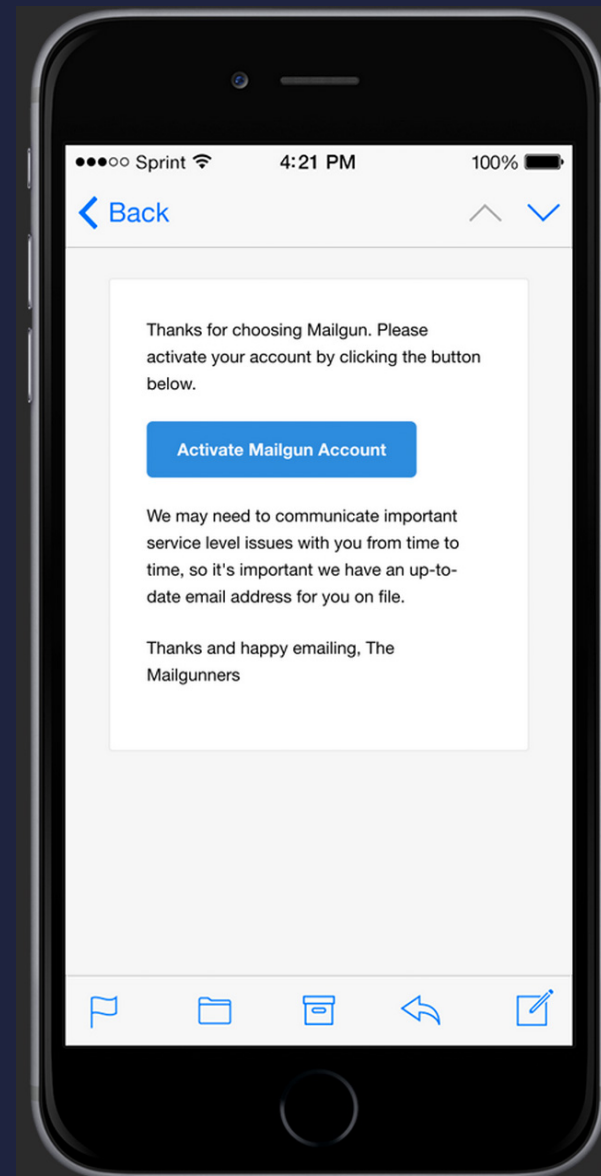 Sprint 4:21 PM 100%
Back
Thanks for choosing Mailgun. Please
activate your account by clicking the button
below.
Activate Mailgun Account
We may need to communicate important
service level issues with you from time to
time, so it's important we have an up-to-
date email address for you on file.
Thanks and happy emailing, The
Mailgunners